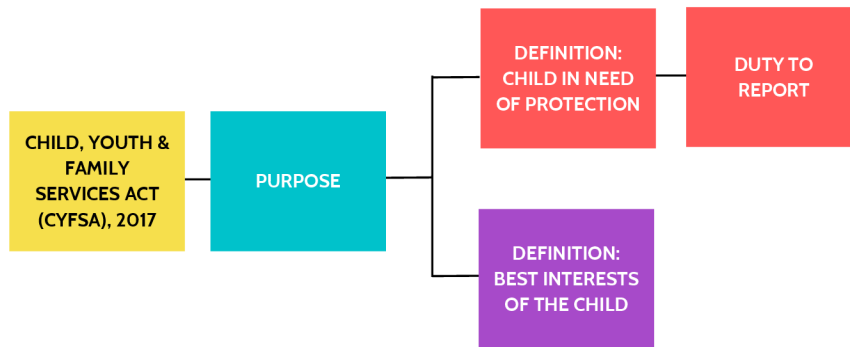 CHILD, YOUTH &
FAMILY
SERVICES ACT
(CYFSA), 2017
PURPOSE
DEFINITION:
CHILD IN NEED
OF PROTECTION
DUTY TO
REPORT
DEFINITION:
BEST INTERESTS
OF THE CHILD